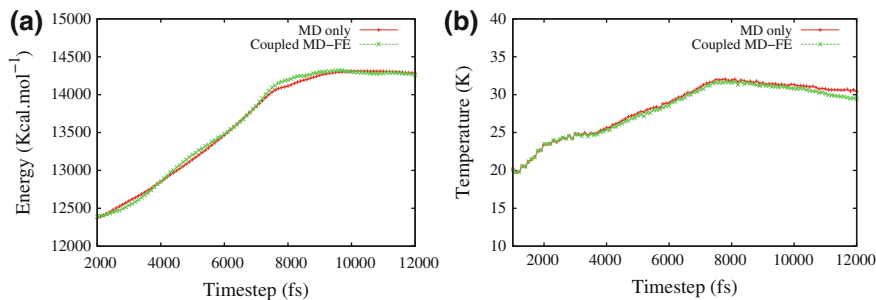 (a)
Energy (Kcal.mol⁻¹)
15000
14500
14000
13500
13000
12500
12000
MD only
Coupled MD-FE
2000 4000 6000 8000 10000 12000
Timestep (fs)
(b)
Temperature (K)
40
35
30
25
20
15
10
MD only
Coupled MD-FE
2000 4000 6000 8000 10000 12000
Timestep (fs)